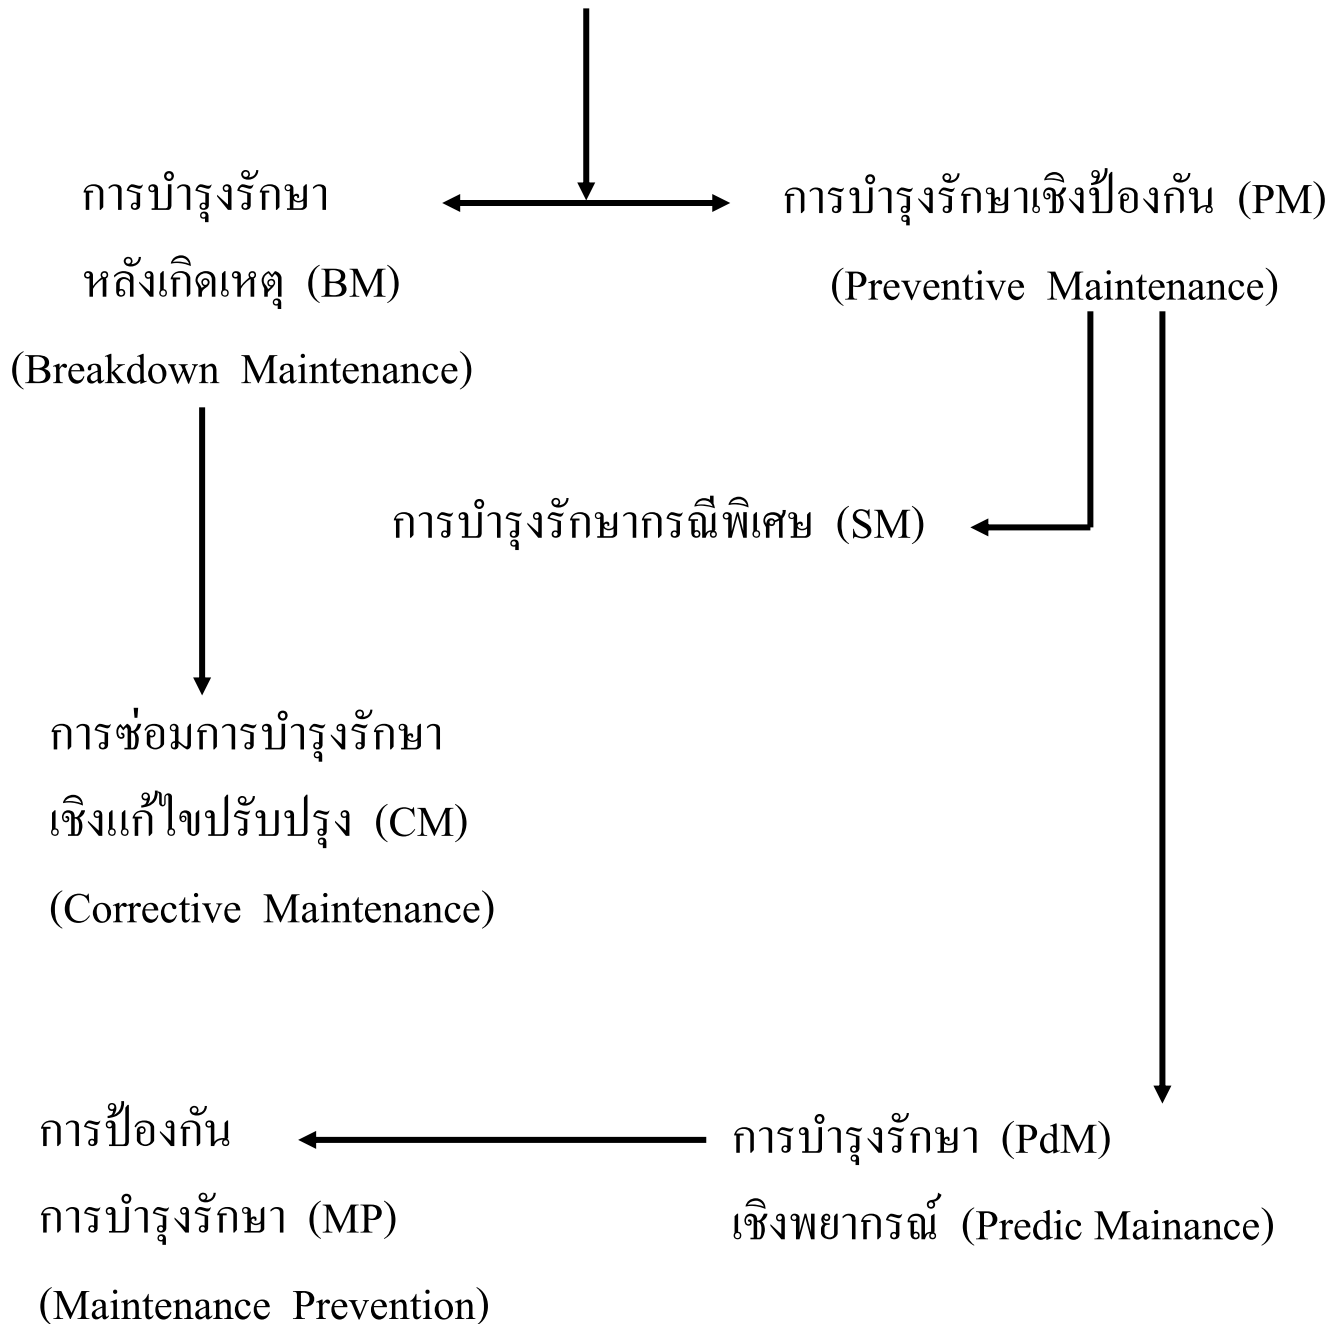 การบำรุงรักษา
หลังเกิดเหตุ (BM)
(Breakdown Maintenance)
การบำรุงรักษาเชิงป้องกัน (PM)
(Preventive Maintenance)
การบำรุงรักษากรณีพิเศษ (SM)
การซ่อมการบำรุงรักษา
เชิงแก้ไขปรับปรุง (CM)
(Corrective Maintenance)
การป้องกัน
การบำรุงรักษา (MP)
(Maintenance Prevention)
การบำรุงรักษา (PdM)
เชิงพยากรณ์ (Predic Mainance)